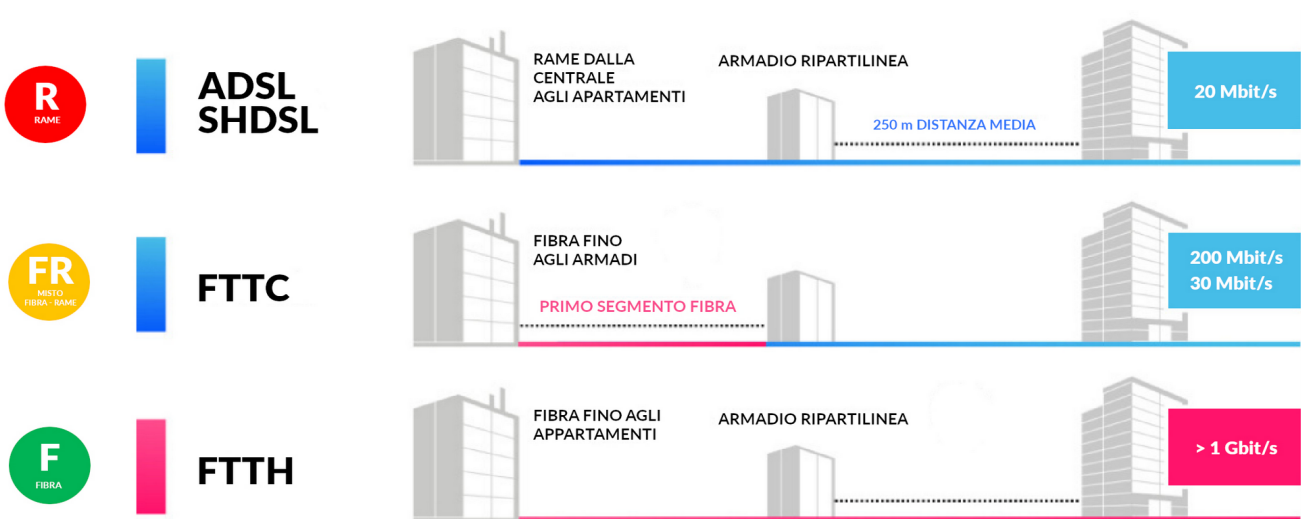 R
RAME
ADSL
SHDSL
RAME DALLA
CENTRALE
AGLI APARTAMENTI
ARMADIO RIPARTILINEA
250 m DISTANZA MEDIA
20 Mbit/s
FR
MISTO
FIBRA - RAME
FTTC
FIBRA FINO
AGLI ARMADI
PRIMO SEGMENTO FIBRA
200 Mbit/s
30 Mbit/s
F
FIBRA
FTTH
FIBRA FINO AGLI
APPARTAMENTI
ARMADIO RIPARTILINEA
> 1 Gbit/s